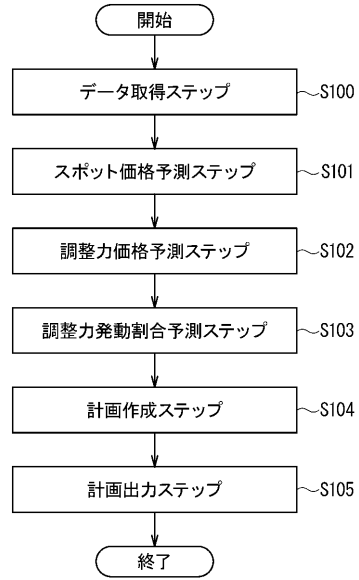 開始
データ取得ステップ S100
スポット価格予測ステップ S101
調整力価格予測ステップ S102
調整力発動割合予測ステップ S103
計画作成ステップ S104
計画出力ステップ S105
終了